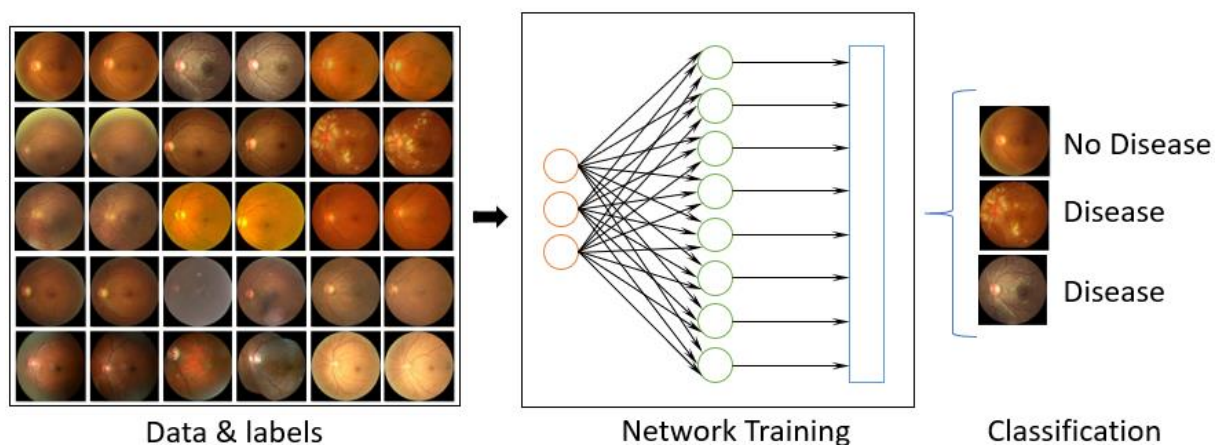 No Disease
Disease
Disease
Data & labels
Network Training
Classification